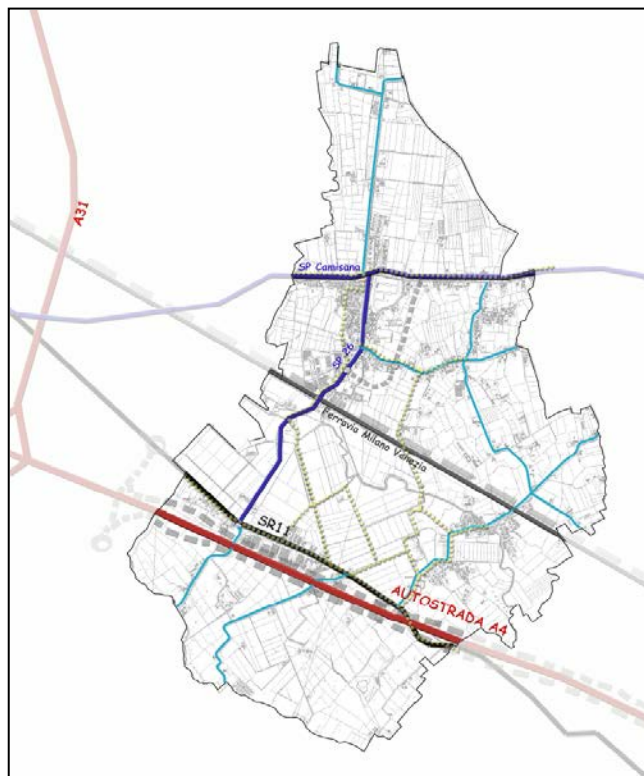 A31
SP Camisana
SP 26
Ferrovia Milano Venezia
SR11
AUTOSTRADA A4